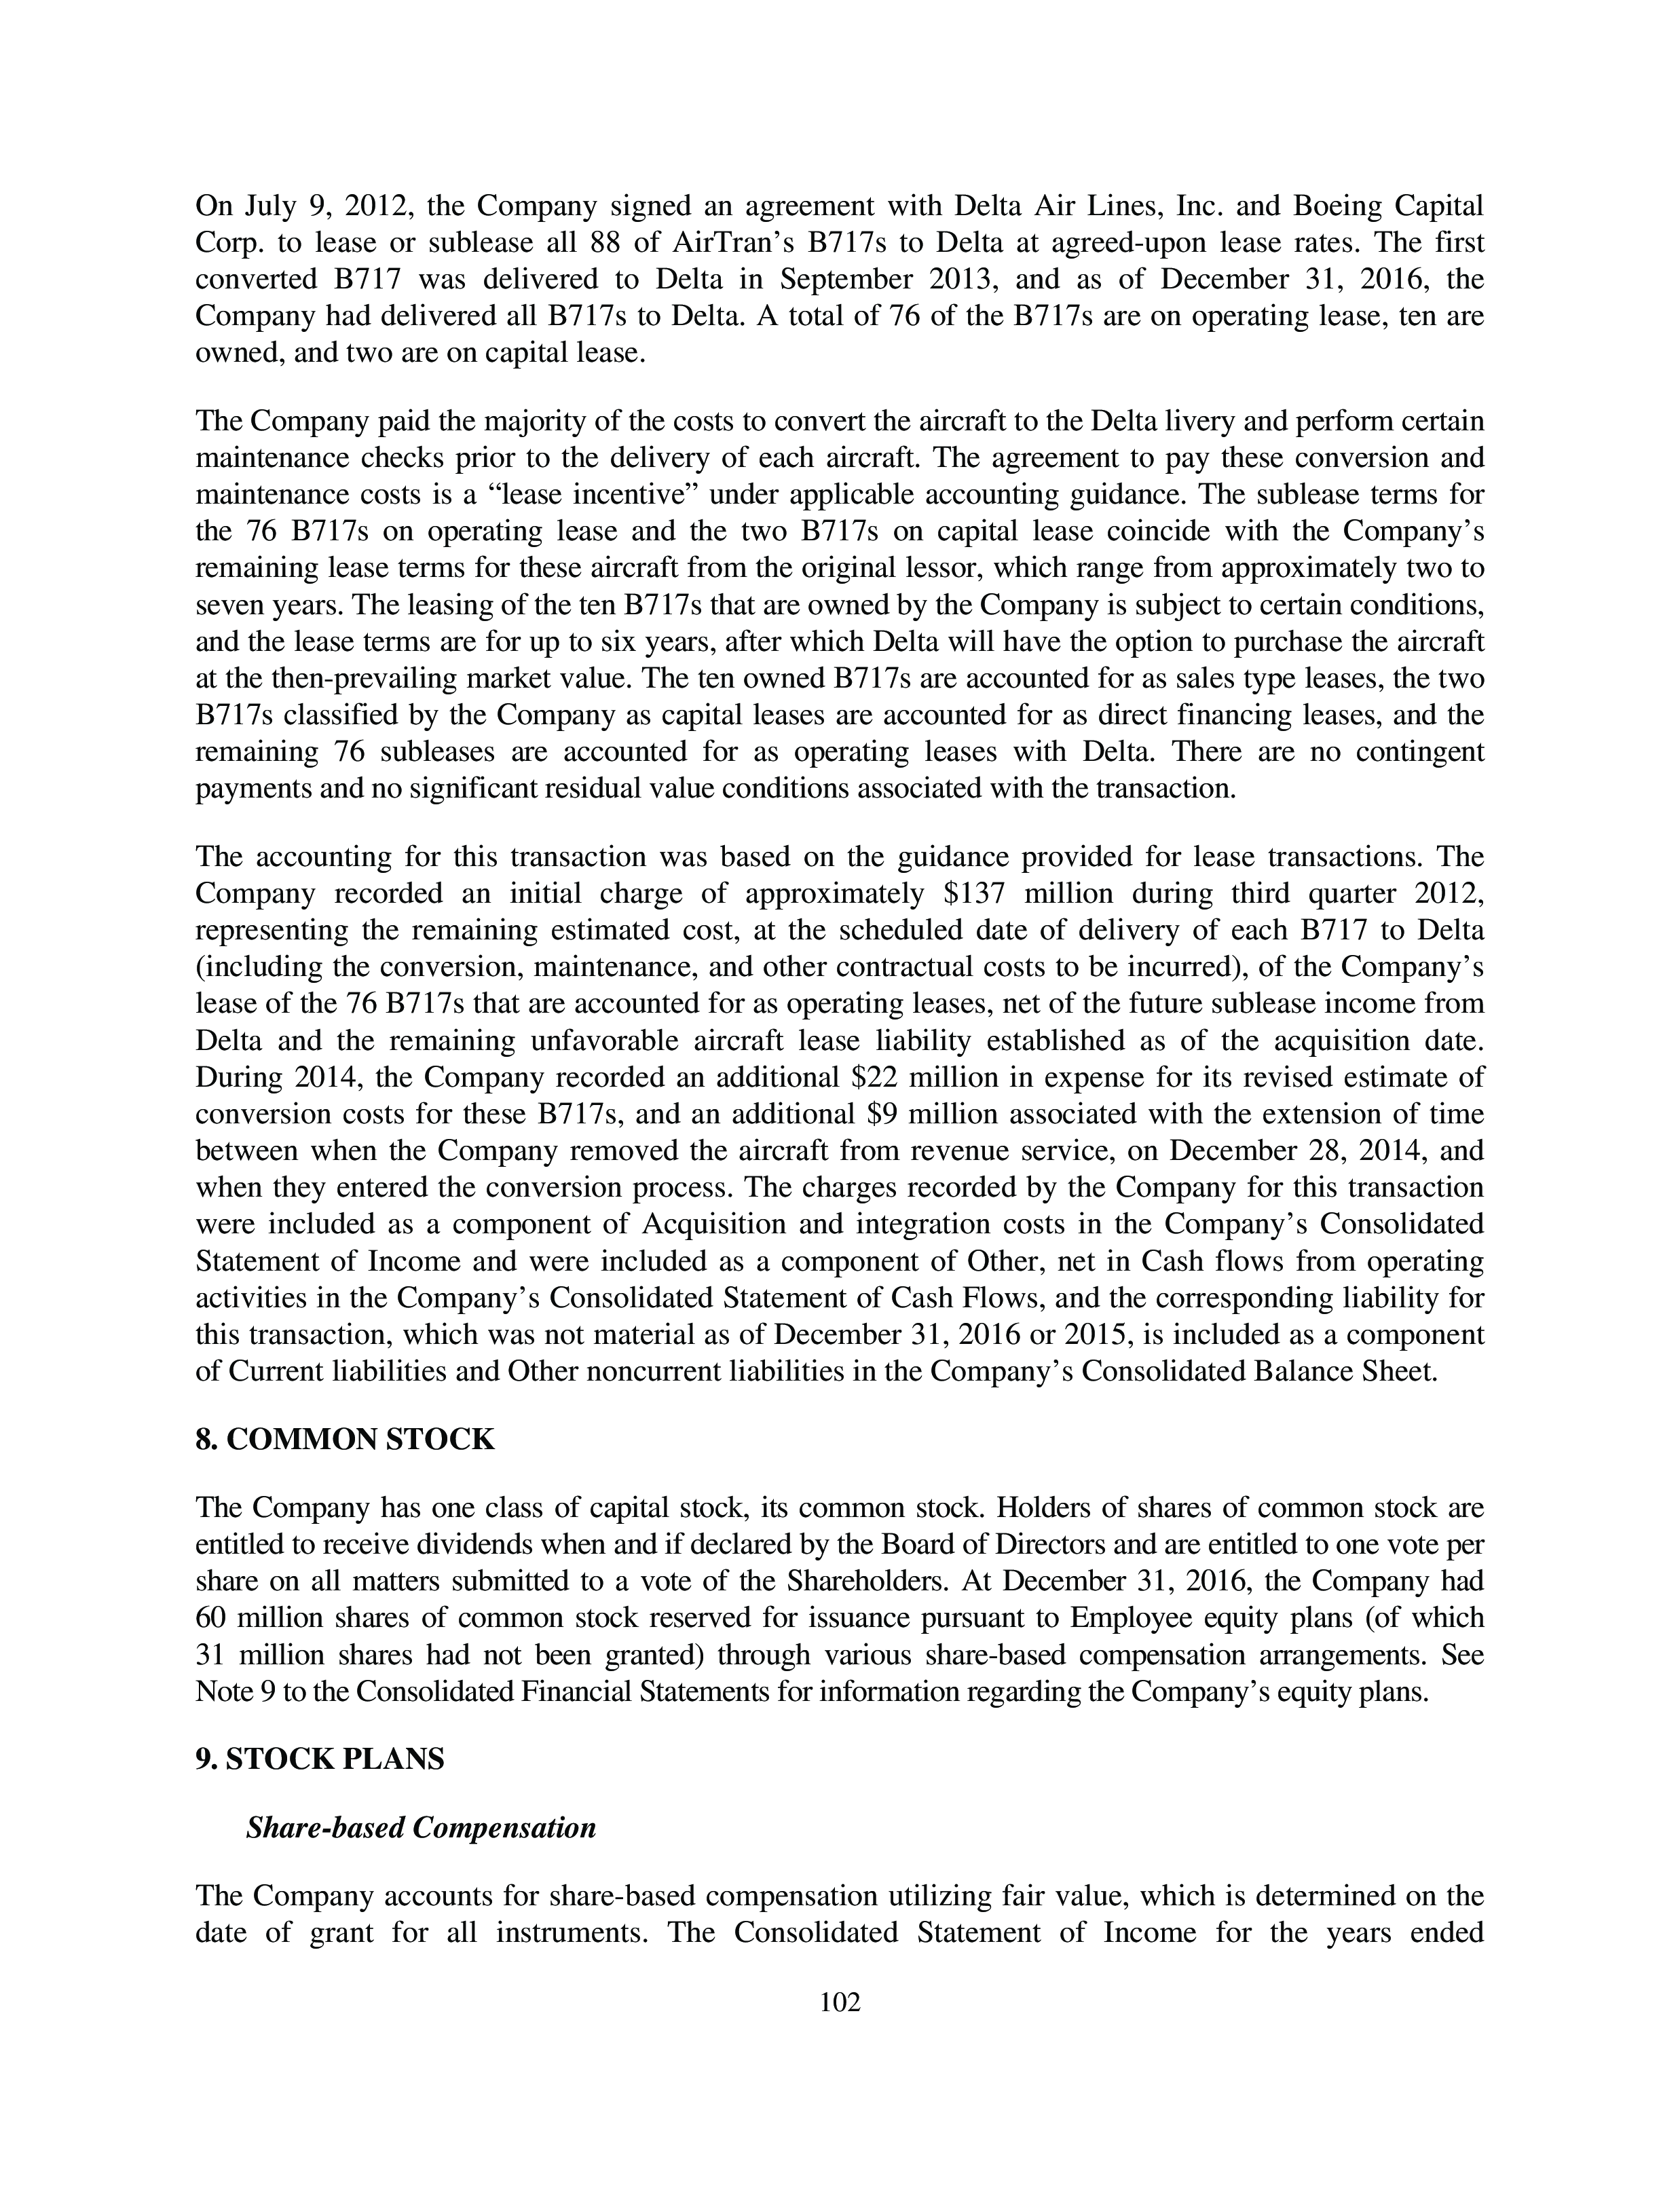 On July 9, 2012, the Company signed an agreement with Delta Air Lines, Inc. and Boeing Capital
Corp. to lease or sublease all 88 of AirTran’s B717s to Delta at agreed-upon lease rates. The first
converted B717 was delivered to Delta in September 2013, and as of December 31, 2016, the
Company had delivered all B717s to Delta. A total of 76 of the B717s are on operating lease, ten are
owned, and two are on capital lease.
The Company paid the majority of the costs to convert the aircraft to the Delta livery and perform certain
maintenance checks prior to the delivery of each aircraft. The agreement to pay these conversion and
maintenance costs is a “lease incentive” under applicable accounting guidance. The sublease terms for
the 76 B717s on operating lease and the two B717s on capital lease coincide with the Company’s
remaining lease terms for these aircraft from the original lessor, which range from approximately two to
seven years. The leasing of the ten B717s that are owned by the Company is subject to certain conditions,
and the lease terms are for up to six years, after which Delta will have the option to purchase the aircraft
at the then-prevailing market value. The ten owned B717s are accounted for as sales type leases, the two
B717s classified by the Company as capital leases are accounted for as direct financing leases, and the
remaining 76 subleases are accounted for as operating leases with Delta. There are no contingent
payments and no significant residual value conditions associated with the transaction.
The accounting for this transaction was based on the guidance provided for lease transactions. The
Company recorded an initial charge of approximately $137 million during third quarter 2012,
representing the remaining estimated cost, at the scheduled date of delivery of each B717 to Delta
(including the conversion, maintenance, and other contractual costs to be incurred), of the Company’s
lease of the 76 B717s that are accounted for as operating leases, net of the future sublease income from
Delta and the remaining unfavorable aircraft lease liability established as of the acquisition date.
During 2014, the Company recorded an additional $22 million in expense for its revised estimate of
conversion costs for these B717s, and an additional $9 million associated with the extension of time
between when the Company removed the aircraft from revenue service, on December 28, 2014, and
when they entered the conversion process. The charges recorded by the Company for this transaction
were included as a component of Acquisition and integration costs in the Company’s Consolidated
Statement of Income and were included as a component of Other, net in Cash flows from operating
activities in the Company’s Consolidated Statement of Cash Flows, and the corresponding liability for
this transaction, which was not material as of December 31, 2016 or 2015, is included as a component
of Current liabilities and Other noncurrent liabilities in the Company’s Consolidated Balance Sheet.
8. COMMON STOCK
The Company has one class of capital stock, its common stock. Holders of shares of common stock are
entitled to receive dividends when and if declared by the Board of Directors and are entitled to one vote per
share on all matters submitted to a vote of the Shareholders. At December 31, 2016, the Company had
60 million shares of common stock reserved for issuance pursuant to Employee equity plans (of which
31 million shares had not been granted) through various share-based compensation arrangements. See
Note 9 to the Consolidated Financial Statements for information regarding the Company’s equity plans.
9. STOCK PLANS
Share-based Compensation
The Company accounts for share-based compensation utilizing fair value, which is determined on the
date of grant for all instruments. The Consolidated Statement of Income for the years ended
102